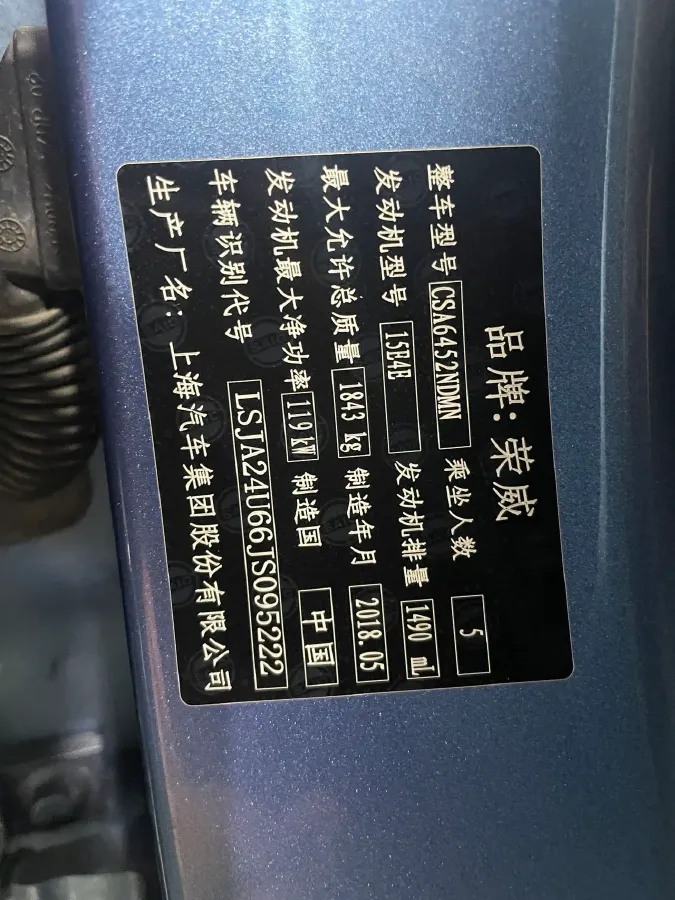 品牌: 荣威
整车型号 CSA6452NDMN 乘坐人数 5
发动机型号 15E4E 发动机排量 1490 mL
最大允许总质量 1843 kg 制造年月 2018.05
发动机最大净功率 119 kW 制造国 中国
车辆识别代号 LSJA24U66JS095222
生产厂名: 上海汽车集团股份有限公司